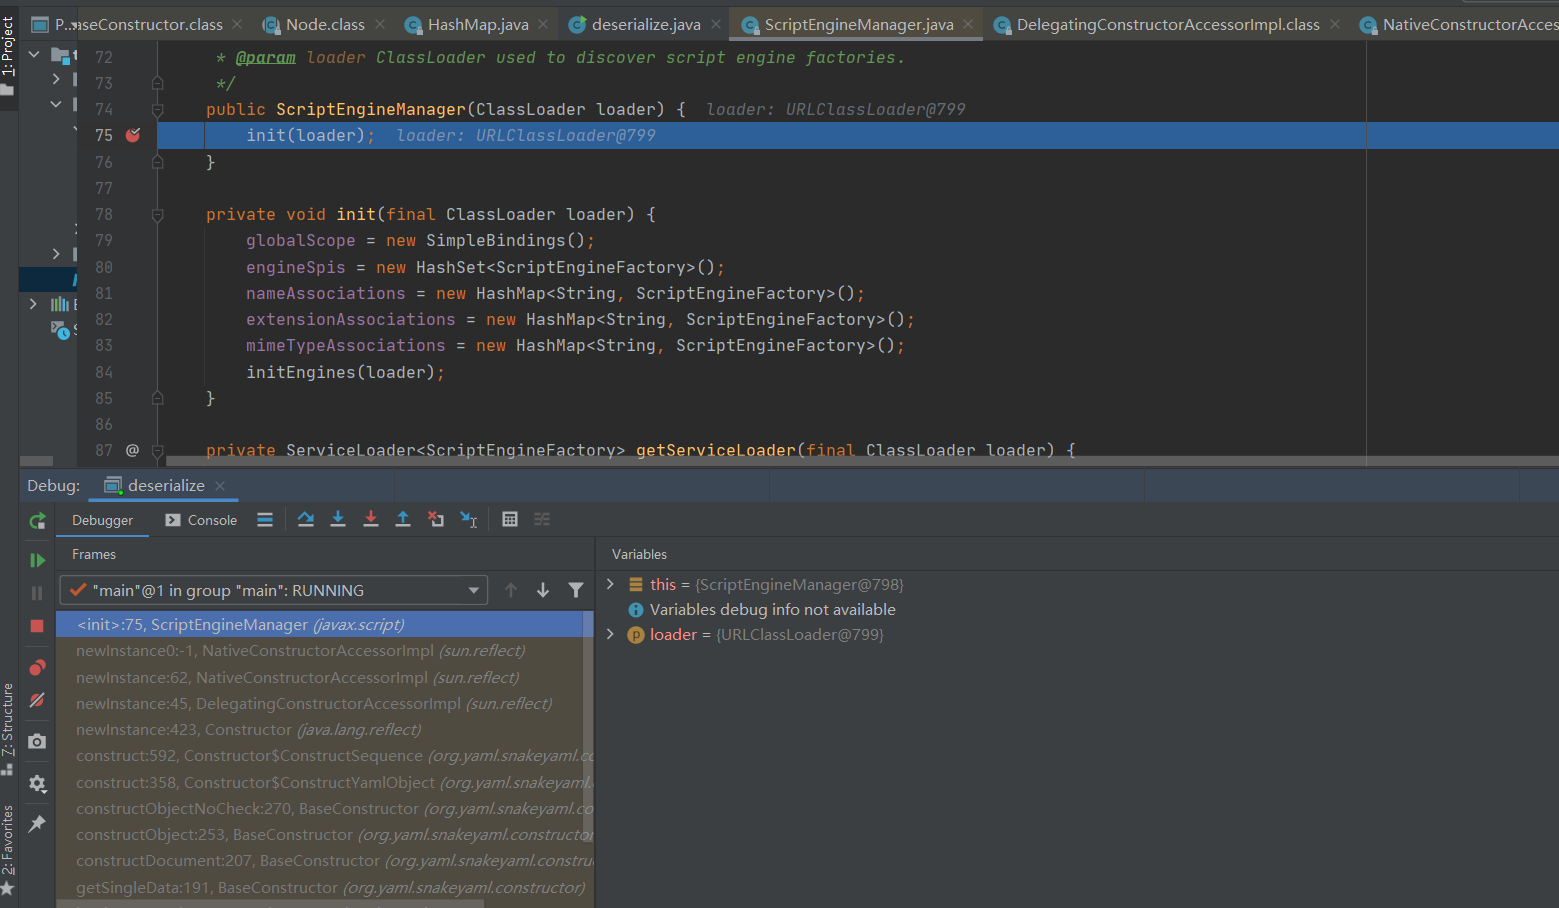 P... aseConstructor.class
Node.class
HashMap.java
deserialize.java
ScriptEngineManager.java
DelegatingConstructorAccessorImpl.class
NativeConstructorAcces
1: Project
7: Structure
2: Favorites
72 * @param loader ClassLoader used to discover script engine factories.
73 */
74 public ScriptEngineManager(ClassLoader loader) { loader: URLClassLoader@799
75 init(loader); loader: URLClassLoader@799
76 }
77
78 private void init(final ClassLoader loader) {
79 globalScope = new SimpleBindings();
80 engineSpis = new HashSet<ScriptEngineFactory>();
81 nameAssociations = new HashMap<String, ScriptEngineFactory>();
82 extensionAssociations = new HashMap<String, ScriptEngineFactory>();
83 mimeTypeAssociations = new HashMap<String, ScriptEngineFactory>();
84 initEngines(loader);
85 }
86
87 @ private ServiceLoader<ScriptEngineFactory> getServiceLoader(final ClassLoader loader) {
Debug: deserialize
Debugger Console
Frames
"main"@1 in group "main": RUNNING
<init>:75, ScriptEngineManager (javax.script)
newInstance0:-1, NativeConstructorAccessorImpl (sun.reflect)
newInstance:62, NativeConstructorAccessorImpl (sun.reflect)
newInstance:45, DelegatingConstructorAccessorImpl (sun.reflect)
newInstance:423, Constructor (java.lang.reflect)
construct:592, Constructor$ConstructSequence (org.yaml.snakeyaml.co
construct:358, Constructor$ConstructYamlObject (org.yaml.snakeyaml.
constructObjectNoCheck:270, BaseConstructor (org.yaml.snakeyaml.co
constructObject:253, BaseConstructor (org.yaml.snakeyaml.constructor
constructDocument:207, BaseConstructor (org.yaml.snakeyaml.constru
getSingleData:191, BaseConstructor (org.yaml.snakeyaml.constructor)
Variables
this = {ScriptEngineManager@798}
Variables debug info not available
loader = {URLClassLoader@799}